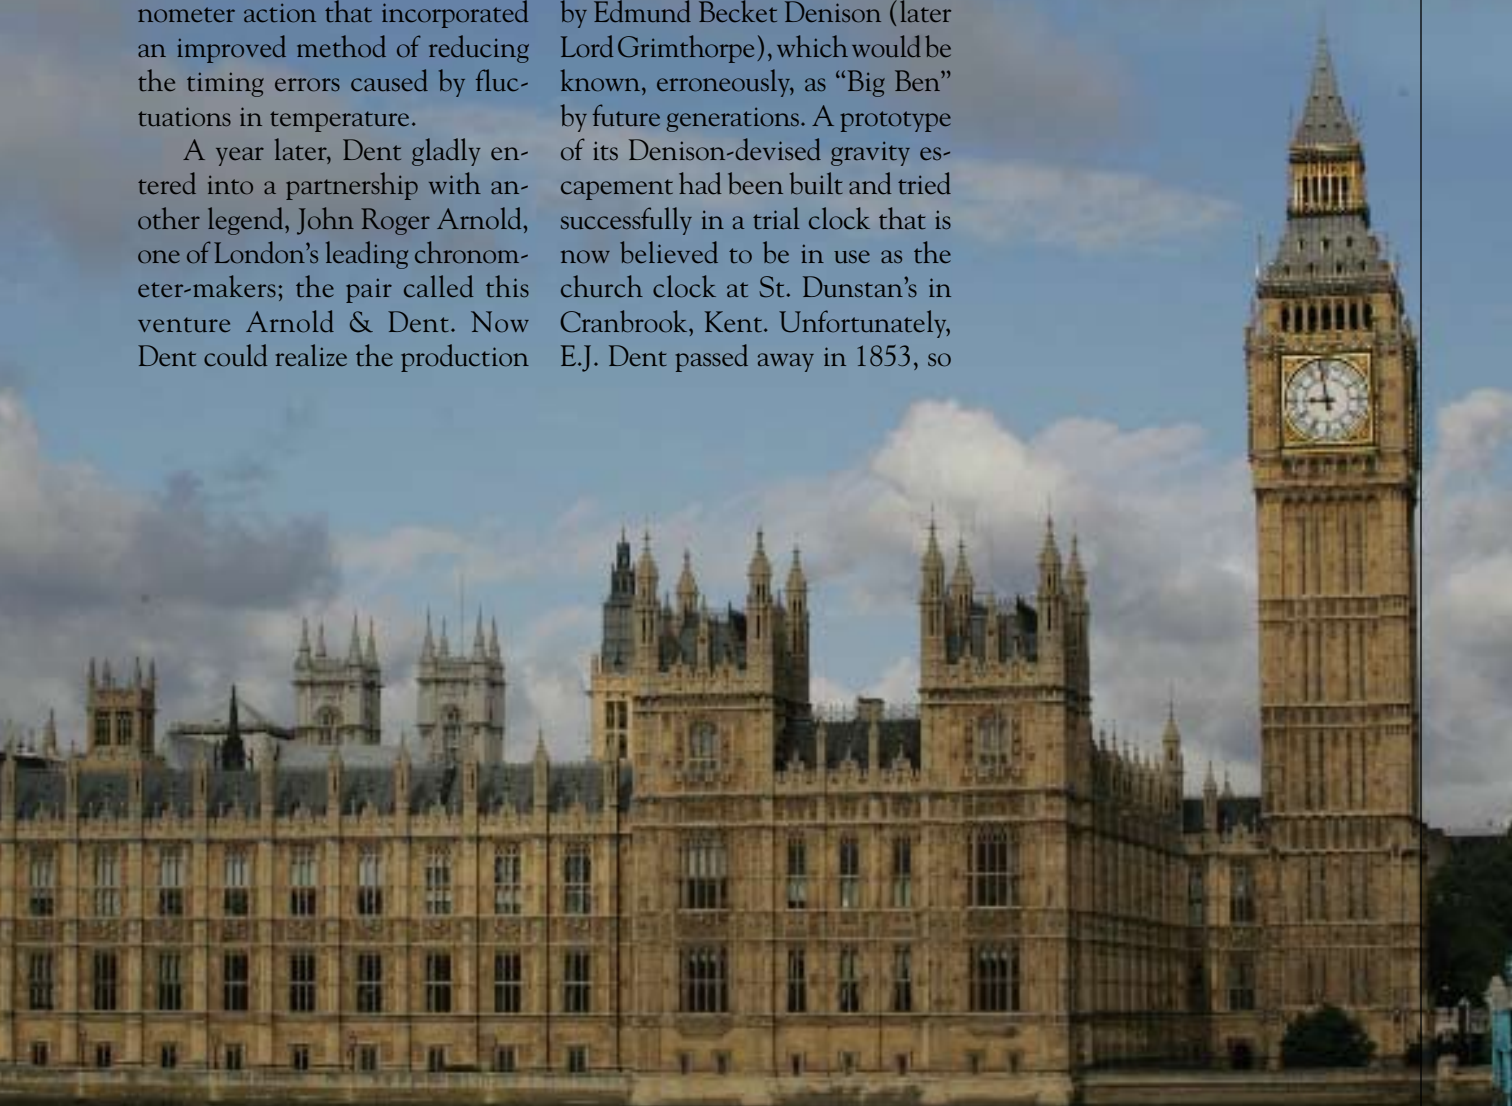 nometer action that incorporated
an improved method of reducing
the timing errors caused by fluc-
tuations in temperature.
A year later, Dent gladly en-
tered into a partnership with an-
other legend, John Roger Arnold,
one of London’s leading chronom-
eter-makers; the pair called this
venture Arnold & Dent. Now
Dent could realize the production
by Edmund Becket Denison (later
Lord Grimthorpe), which would be
known, erroneously, as “Big Ben”
by future generations. A prototype
of its Denison-devised gravity es-
capement had been built and tried
successfully in a trial clock that is
now believed to be in use as the
church clock at St. Dunstan’s in
Cranbrook, Kent. Unfortunately,
E.J. Dent passed away in 1853, so